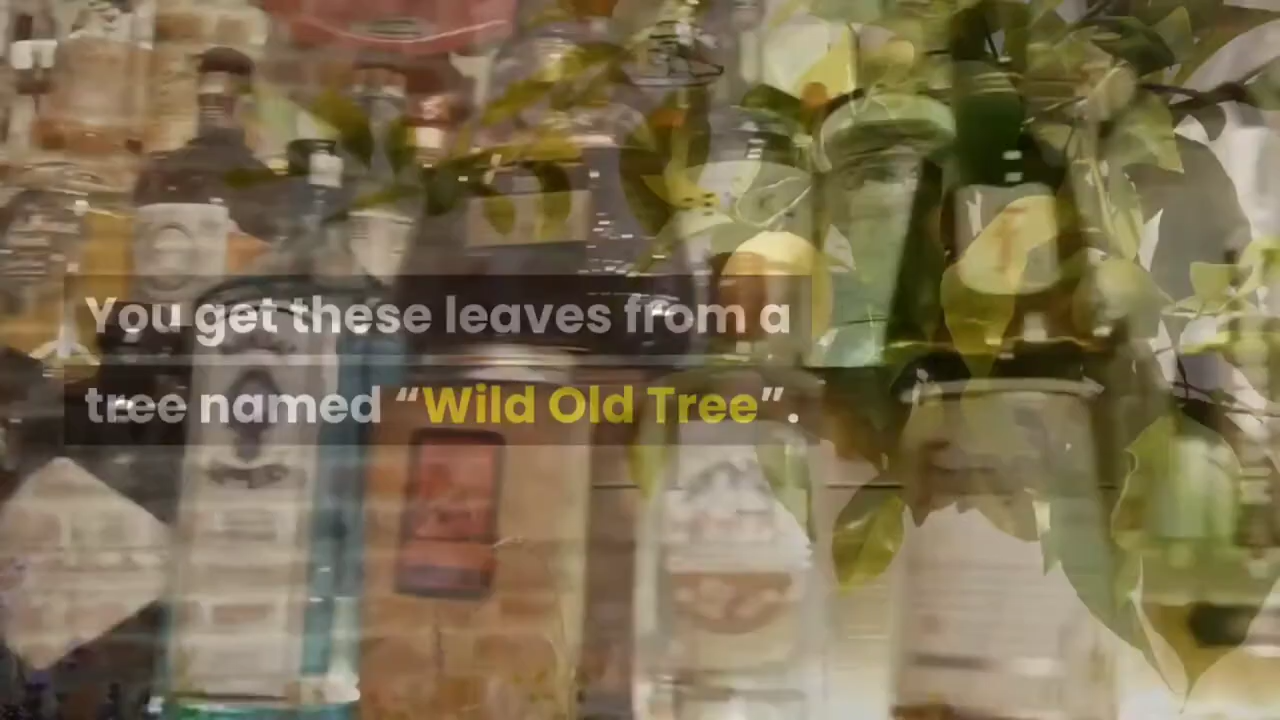 You get these leaves from a
tree named “Wild Old Tree”.